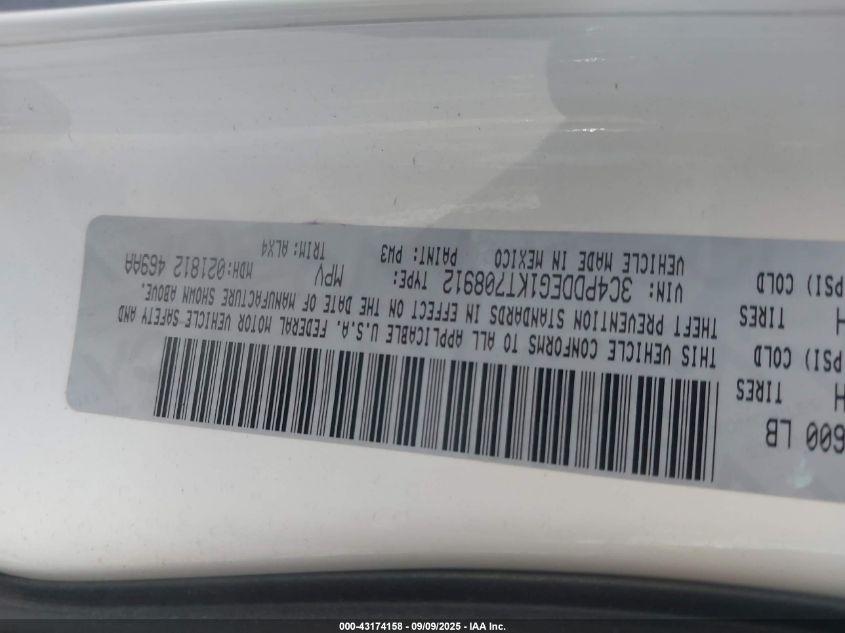 600 LB
TIRES H
PSI) COLD
TIRES H
PSI) COLD
THIS VEHICLE CONFORMS TO ALL APPLICABLE U.S.A. FEDERAL MOTOR VEHICLE SAFETY AND
THEFT PREVENTION STANDARDS IN EFFECT ON THE DATE OF MANUFACTURE SHOWN ABOVE.
VIN: 3C4PDDEG1KT708912 TYPE: MPV MDH:021812 469AA
VEHICLE MADE IN MEXICO PAINT: PW3 TRIM: ALX4
000-43174158 - 09/09/2025 - IAA Inc.